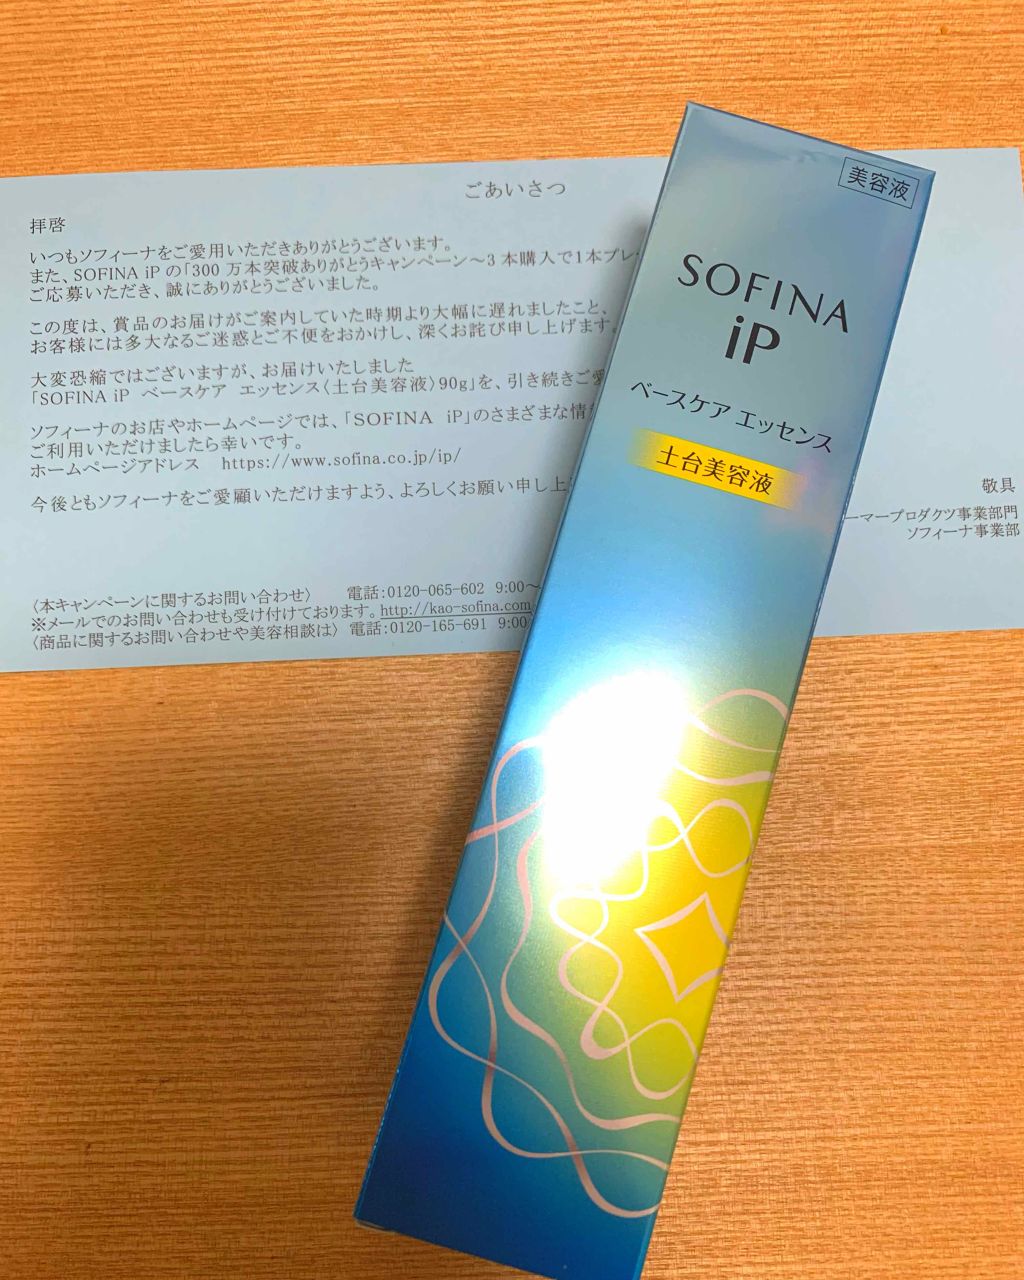 ごあいさつ
拝啓
いつもソフィーナをご愛用いただきありがとうございます。
また、SOFINA iP の「300 万本突破ありがとうキャンペーン～3 本購入で1本プレ
ご応募いただき、誠にありがとうございました。
この度は、賞品のお届けがご案内していた時期より大幅に遅れましたこと、
お客様には多大なるご迷惑とご不便をおかけし、深くお詫び申し上げます。
大変恐縮ではございますが、お届けいたしました
「SOFINA iP ベースケア エッセンス〈土台美容液〉90g」を、引き続きご愛
ソフィーナのお店やホームページでは、「SOFINA iP」のさまざまな情
ご利用いただけましたら幸いです。
ホームページアドレス https://www.sofina.co.jp/ip/
今後ともソフィーナをご愛顧いただけますよう、よろしくお願い申し上
敬具
ーマープロダクツ事業部門
ソフィーナ事業部
〈本キャンペーンに関するお問い合わせ〉 電話:0120-065-602 9:00～
※メールでのお問い合わせも受け付けております。http://kao-sofina.com
〈商品に関するお問い合わせや美容相談は〉 電話:0120-165-691 9:00
美容液
SOFINA
iP
ベースケア エッセンス
土台美容液